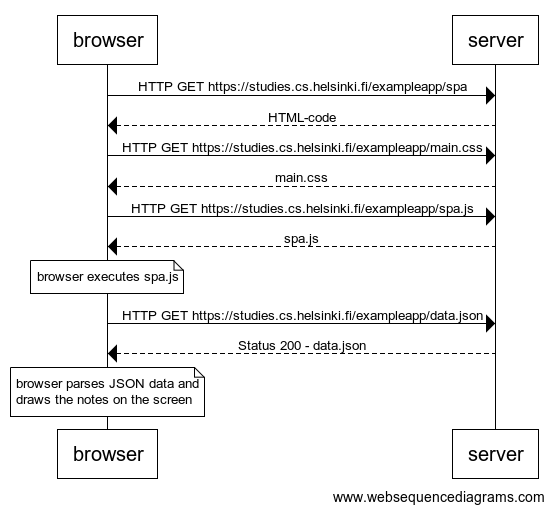 browser
server
HTTP GET https://studies.cs.helsinki.fi/exampleapp/spa
HTML-code
HTTP GET https://studies.cs.helsinki.fi/exampleapp/main.css
main.css
HTTP GET https://studies.cs.helsinki.fi/exampleapp/spa.js
spa.js
browser executes spa.js
HTTP GET https://studies.cs.helsinki.fi/exampleapp/data.json
Status 200 - data.json
browser parses JSON data and
draws the notes on the screen
browser
server
www.websequencediagrams.com